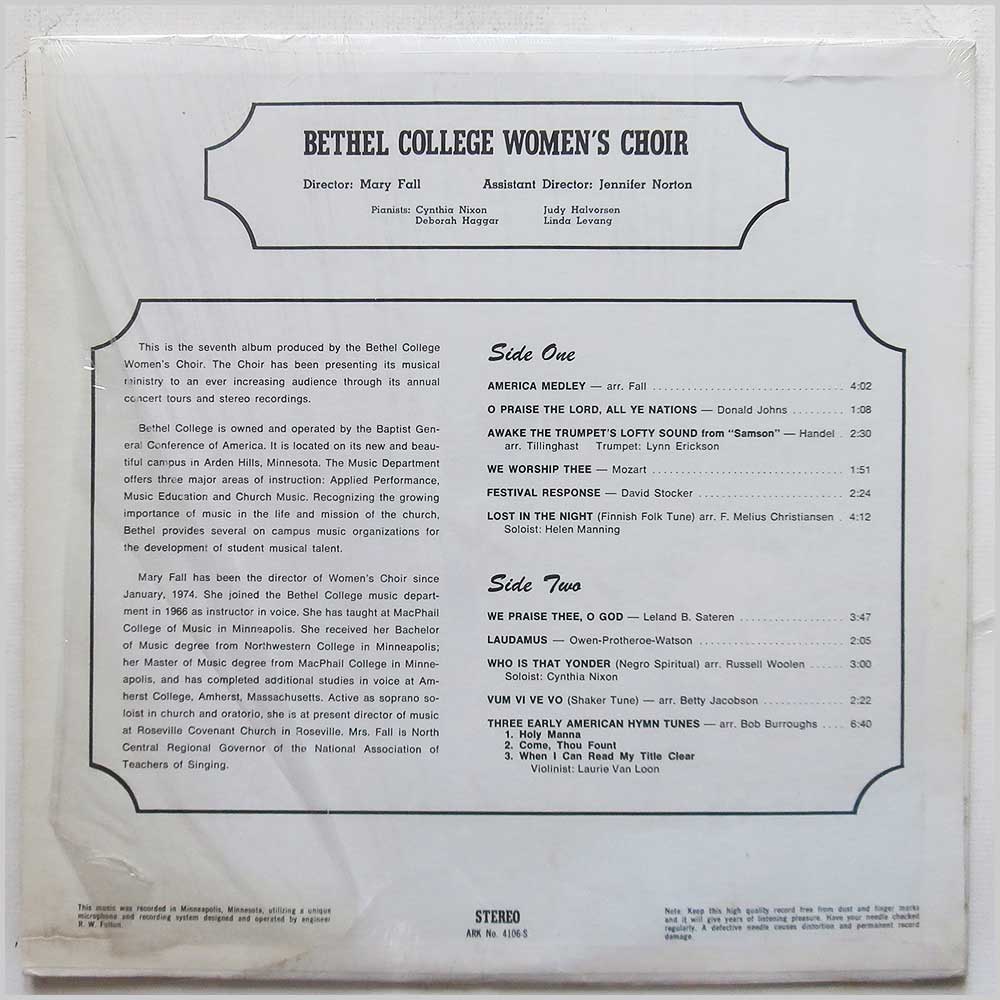 BETHEL COLLEGE WOMEN'S CHOIR
Director: Mary Fall Assistant Director: Jennifer Norton
Pianists: Cynthia Nixon Judy Halvorsen
Deborah Haggar Linda Levang
This is the seventh album produced by the Bethel College
Women's Choir. The Choir has been presenting its musical
ministry to an ever increasing audience through its annual
concert tours and stereo recordings.
Bethel College is owned and operated by the Baptist Gen-
eral Conference of America. It is located on its new and beau-
tiful campus in Arden Hills, Minnesota. The Music Department
offers three major areas of instruction: Applied Performance,
Music Education and Church Music. Recognizing the growing
importance of music in the life and mission of the church,
Bethel provides several on campus music organizations for
the development of student musical talent.
Mary Fall has been the director of Women's Choir since
January, 1974. She joined the Bethel College music depart-
ment in 1966 as instructor in voice. She has taught at MacPhail
College of Music in Minneapolis. She received her Bachelor
of Music degree from Northwestern College in Minneapolis;
her Master of Music degree from MacPhail College in Minne-
apolis, and has completed additional studies in voice at Am-
herst College, Amherst, Massachusetts. Active as soprano so-
loist in church and oratorio, she is at present director of music
at Roseville Covenant Church in Roseville. Mrs. Fall is North
Central Regional Governor of the National Association of
Teachers of Singing.
Side One
AMERICA MEDLEY — arr. Fall 4:02
O PRAISE THE LORD, ALL YE NATIONS — Donald Johns 1:08
AWAKE THE TRUMPET'S LOFTY SOUND from "Samson" — Handel 2:30
arr. Tillinghast Trumpet: Lynn Erickson
WE WORSHIP THEE — Mozart 1:51
FESTIVAL RESPONSE — David Stocker 2:24
LOST IN THE NIGHT (Finnish Folk Tune) arr. F. Melius Christiansen 4:12
Soloist: Helen Manning
Side Two
WE PRAISE THEE, O GOD — Leland B. Sateren 3:47
LAUDAMUS — Owen-Protheroe-Watson 2:05
WHO IS THAT YONDER (Negro Spiritual) arr. Russell Woolen 3:00
Soloist: Cynthia Nixon
VUM VI VE VO (Shaker Tune) — arr. Betty Jacobson 2:22
THREE EARLY AMERICAN HYMN TUNES — arr. Bob Burroughs 6:40
1. Holy Manna
2. Come, Thou Fount
3. When I Can Read My Title Clear
Violinist: Laurie Van Loon
This music was recorded in Minneapolis, Minnesota, utilizing a unique
microphone and recording system designed and operated by engineer
R. W. Fulton.
STEREO
ARK No. 4106-S
Note: Keep this high quality record free from dust and finger marks
and it will give years of listening pleasure. Have your needle checked
regularly. A defective needle causes distortion and permanent record
damage.